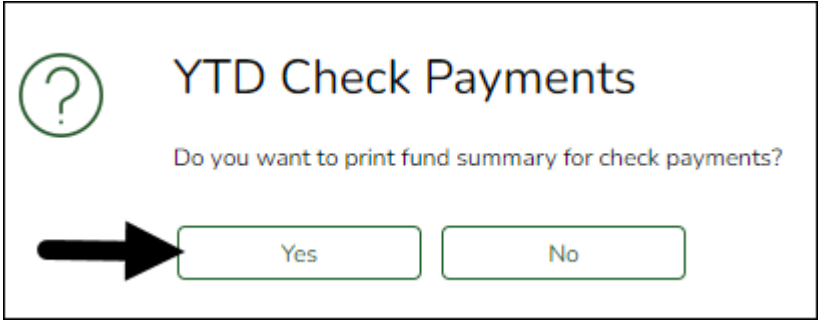 YTD Check Payments
Do you want to print fund summary for check payments?
Yes
No